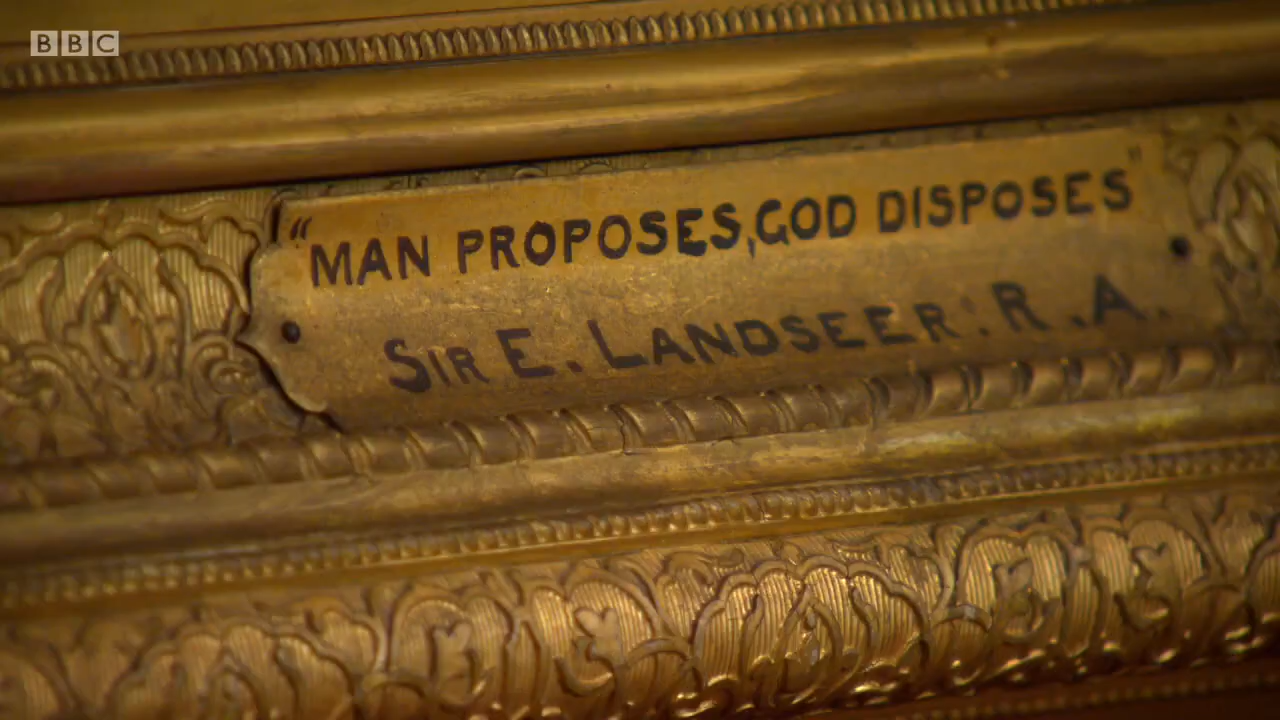 BBC
"MAN PROPOSES, GOD DISPOSES"
SIR E. LANDSEER. R.A.